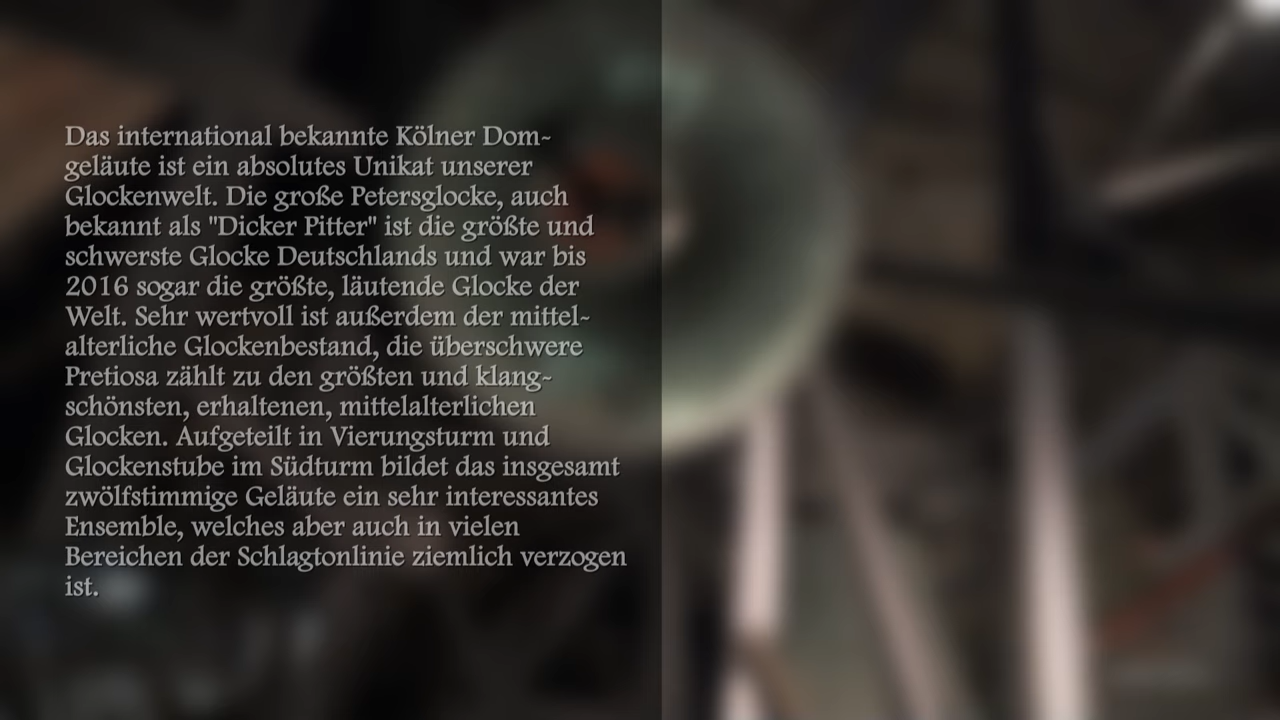 Das international bekannte Kölner Dom-
geläute ist ein absolutes Unikat unserer
Glockenwelt. Die große Petersglocke, auch
bekannt als "Dicker Pitter" ist die größte und
schwerste Glocke Deutschlands und war bis
2016 sogar die größte, läutende Glocke der
Welt. Sehr wertvoll ist außerdem der mittel-
alterliche Glockenbestand, die überschwere
Pretiosa zählt zu den größten und klang-
schönsten, erhaltenen, mittelalterlichen
Glocken. Aufgeteilt in Vierungsturm und
Glockenstube im Südturm bildet das insgesamt
zwölfstimmige Geläute ein sehr interessantes
Ensemble, welches aber auch in vielen
Bereichen der Schlagtonlinie ziemlich verzogen
ist.